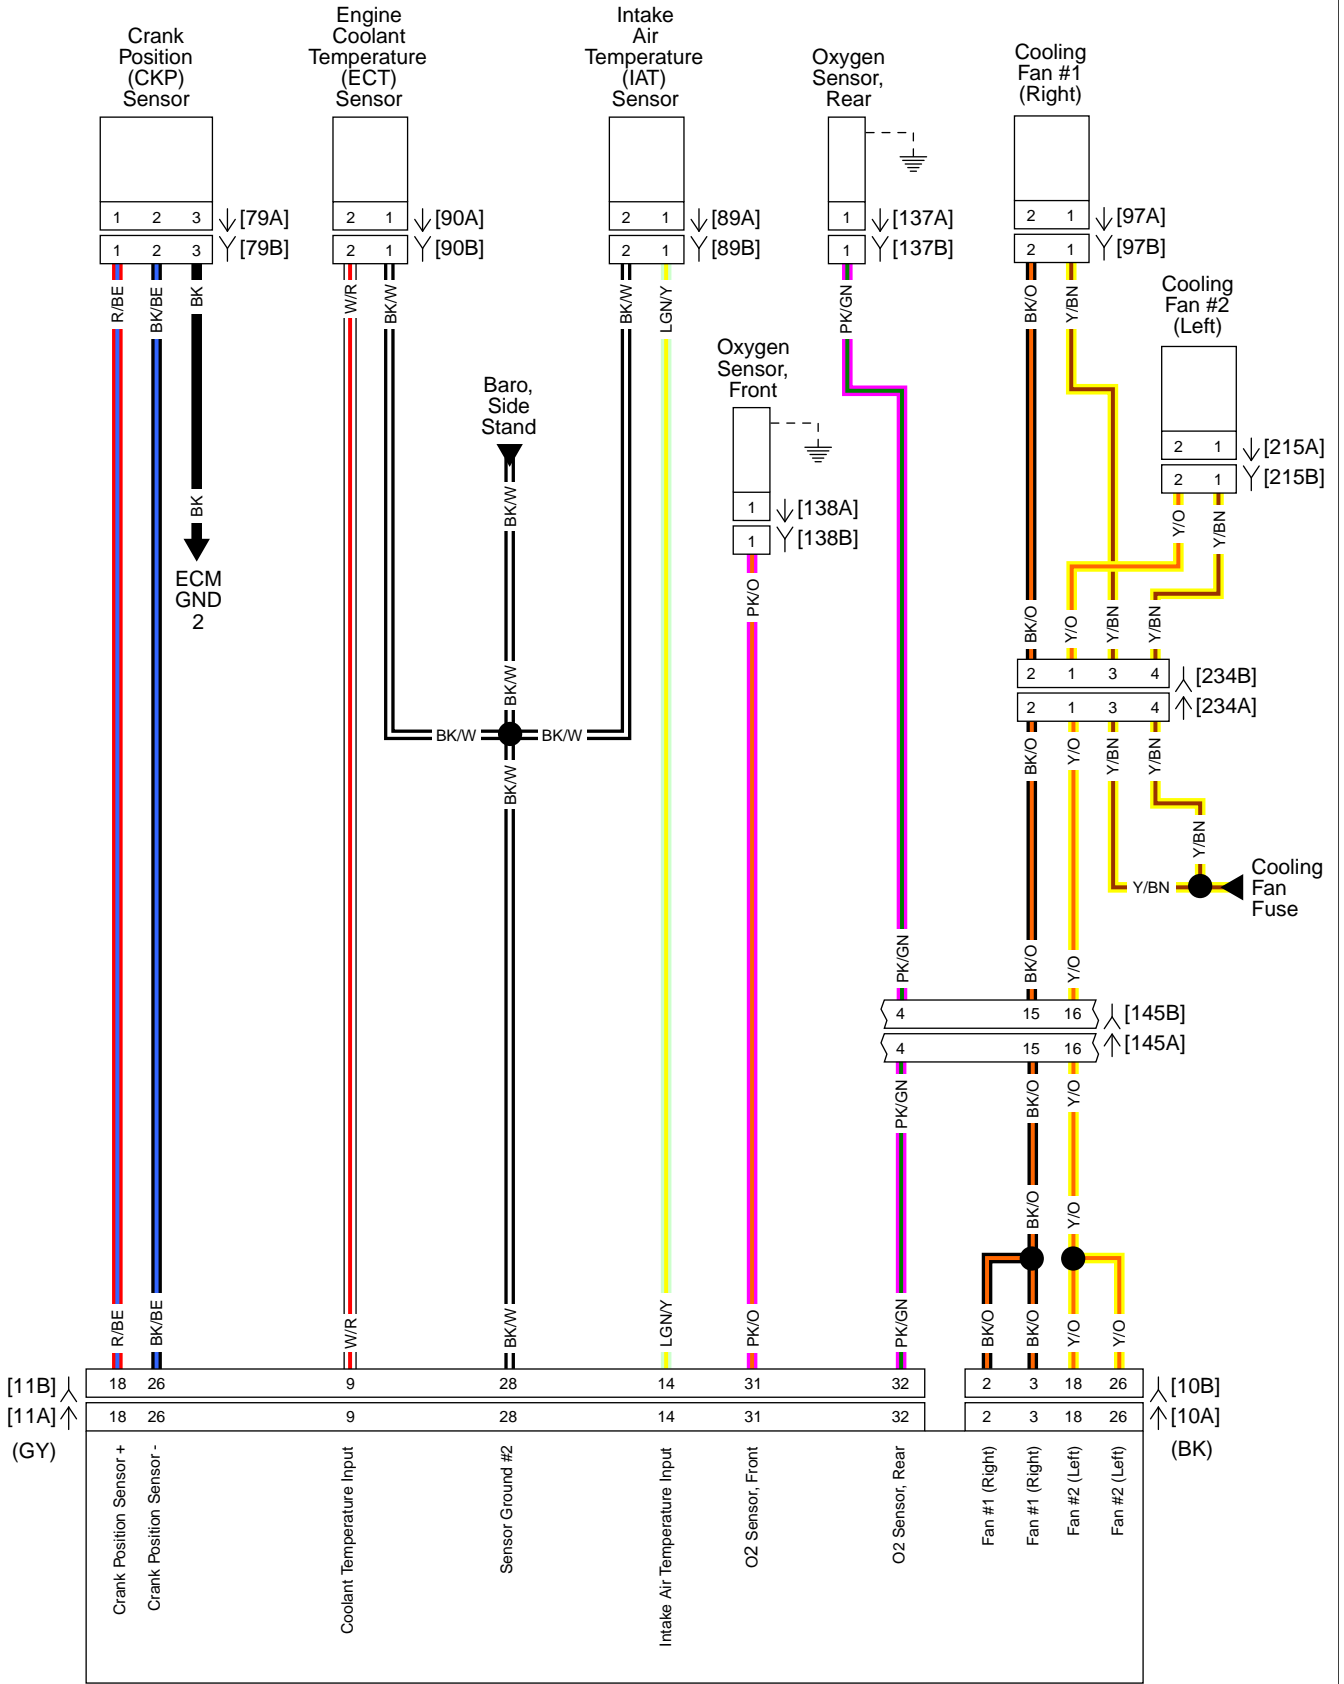 Crank
Position
(CKP)
Sensor
Engine
Coolant
Temperature
(ECT)
Sensor
Intake
Air
Temperature
(IAT)
Sensor
Oxygen
Sensor,
Rear
Cooling
Fan #1
(Right)
1 2 3 [79A]
1 2 3 [79B]
2 1 [90A]
2 1 [90B]
2 1 [89A]
2 1 [89B]
1 [137A]
1 [137B]
2 1 [97A]
2 1 [97B]
R/BE
BK/BE
BK
W/R
BK/W
BK/W
LGN/Y
PK/GN
BK/O
Y/BN
Cooling
Fan #2
(Left)
2 1 [215A]
2 1 [215B]
Oxygen
Sensor,
Front
1 [138A]
1 [138B]
Baro,
Side
Stand
BK
BK/W
Y/O
Y/BN
ECM
GND
2
PK/O
BK/O
Y/O
Y/BN
Y/BN
2 1 3 4 [234B]
2 1 3 4 [234A]
BK/W
BK/W
BK/W
BK/W
BK/O
Y/O
Y/BN
Y/BN
Y/BN
Y/BN
Cooling
Fan
Fuse
PK/GN
BK/O
Y/O
4 15 16 [145B]
4 15 16 [145A]
PK/GN
BK/O
Y/O
BK/O
Y/O
R/BE
BK/BE
W/R
BK/W
LGN/Y
PK/O
PK/GN
BK/O
BK/O
Y/O
Y/O
[11B] 18 26 9 28 14 31 32
2 3 18 26 [10B]
[11A] 18 26 9 28 14 31 32
2 3 18 26 [10A]
(GY)
(BK)
Crank Position Sensor +
Crank Position Sensor -
Coolant Temperature Input
Sensor Ground #2
Intake Air Temperature Input
O2 Sensor, Front
O2 Sensor, Rear
Fan #1 (Right)
Fan #1 (Right)
Fan #2 (Left)
Fan #2 (Left)